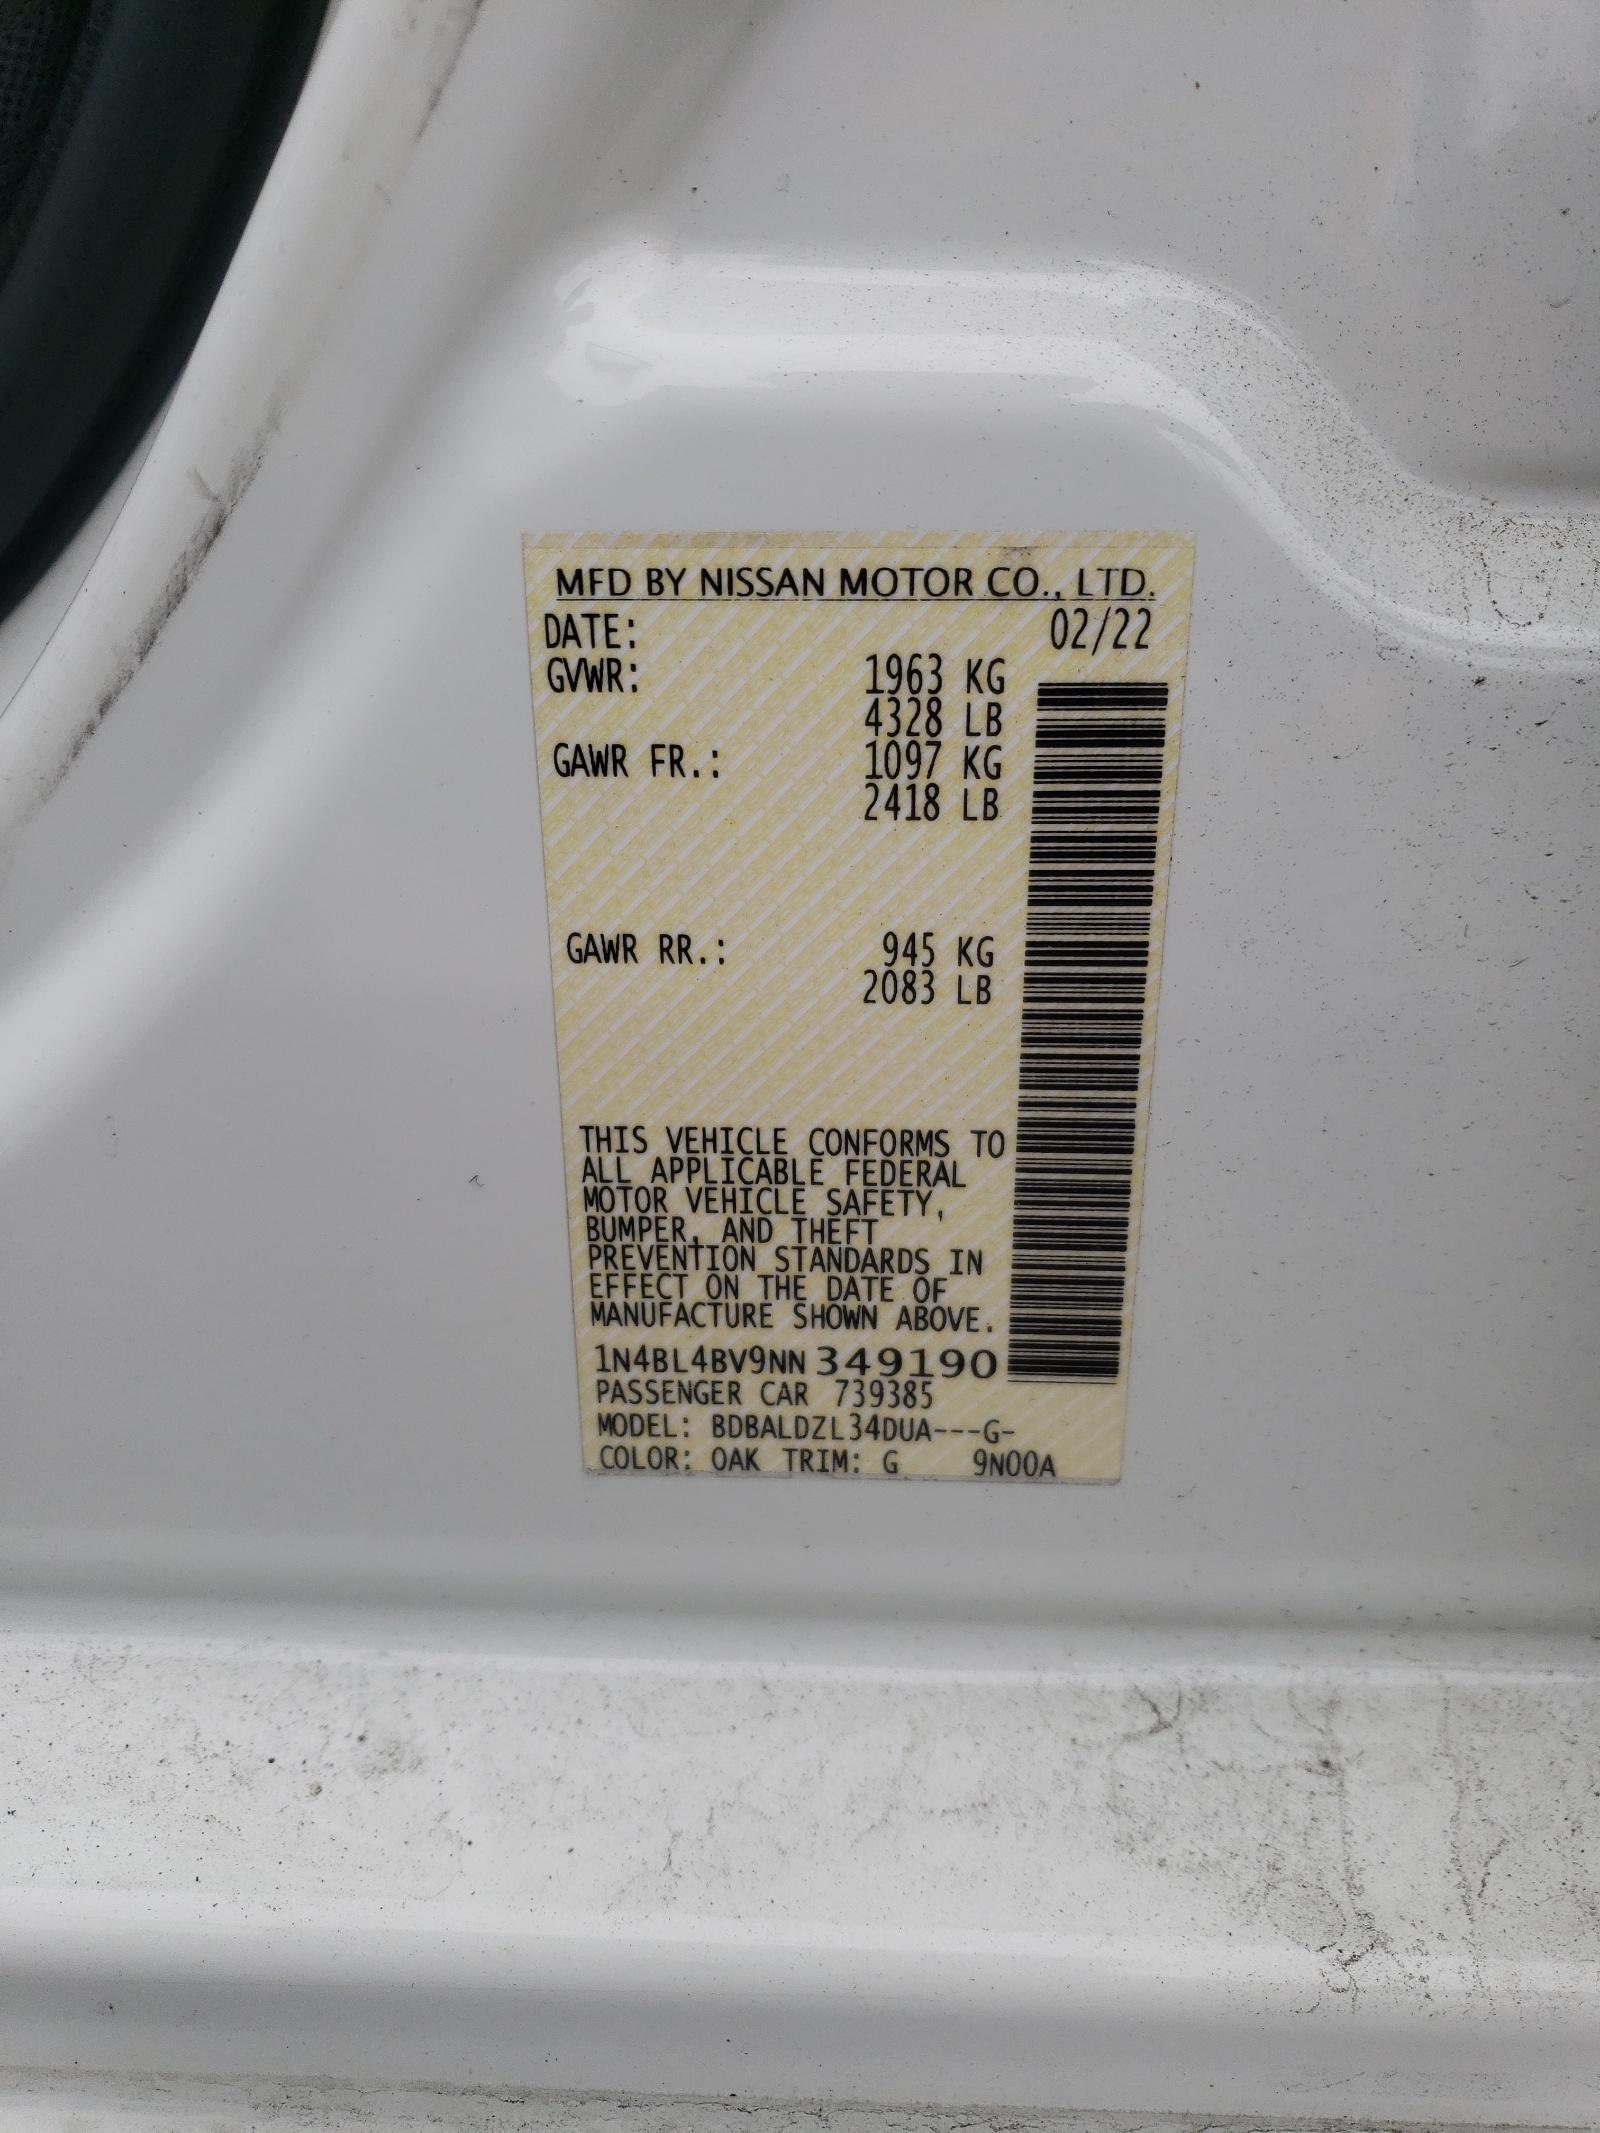 MFD BY NISSAN MOTOR CO., LTD.
DATE: 02/22
GVWR: 1963 KG
4328 LB
GAWR FR.: 1097 KG
2418 LB
GAWR RR.: 945 KG
2083 LB
THIS VEHICLE CONFORMS TO
ALL APPLICABLE FEDERAL
MOTOR VEHICLE SAFETY,
BUMPER, AND THEFT
PREVENTION STANDARDS IN
EFFECT ON THE DATE OF
MANUFACTURE SHOWN ABOVE.
1N4BL4BV9NN349190
PASSENGER CAR 739385
MODEL: BDBALDZL34DUA---G-
COLOR: QAK TRIM: G 9N00A